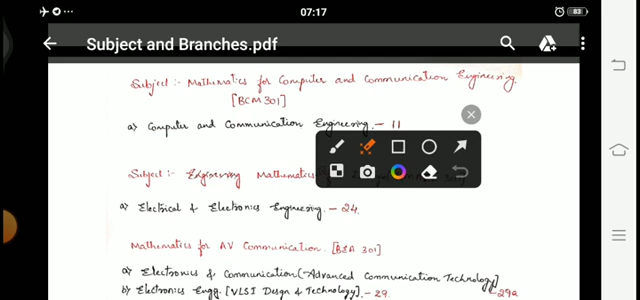 07:17
83
Subject and Branches.pdf
Subject :- Mathematics for Computer and Communication Engineering.
[BCM 301]
a) Computer and Communication Engineering. - 11
Subject :- Engineering Mathematics
a) Electrical & Electronics Engineering. - 24.
Mathematics for AV Communication. [BEA 301]
a) Electronics & Communication (Advanced Communication Technology] - 29a
b) Electronics Engg. [VLSI Design & Technology]. - 29.